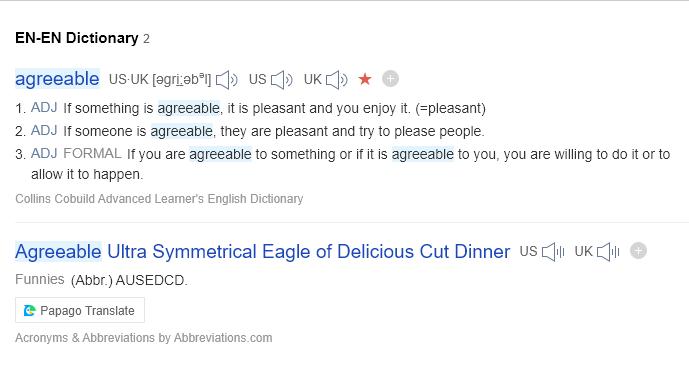 EN-EN Dictionary 2
agreeable US·UK [əgriːəbᵊl] US UK
1. ADJ If something is agreeable, it is pleasant and you enjoy it. (=pleasant)
2. ADJ If someone is agreeable, they are pleasant and try to please people.
3. ADJ FORMAL If you are agreeable to something or if it is agreeable to you, you are willing to do it or to
allow it to happen.
Collins Cobuild Advanced Learner's English Dictionary
Agreeable Ultra Symmetrical Eagle of Delicious Cut Dinner US UK
Funnies (Abbr.) AUSEDCD.
Papago Translate
Acronyms & Abbreviations by Abbreviations.com